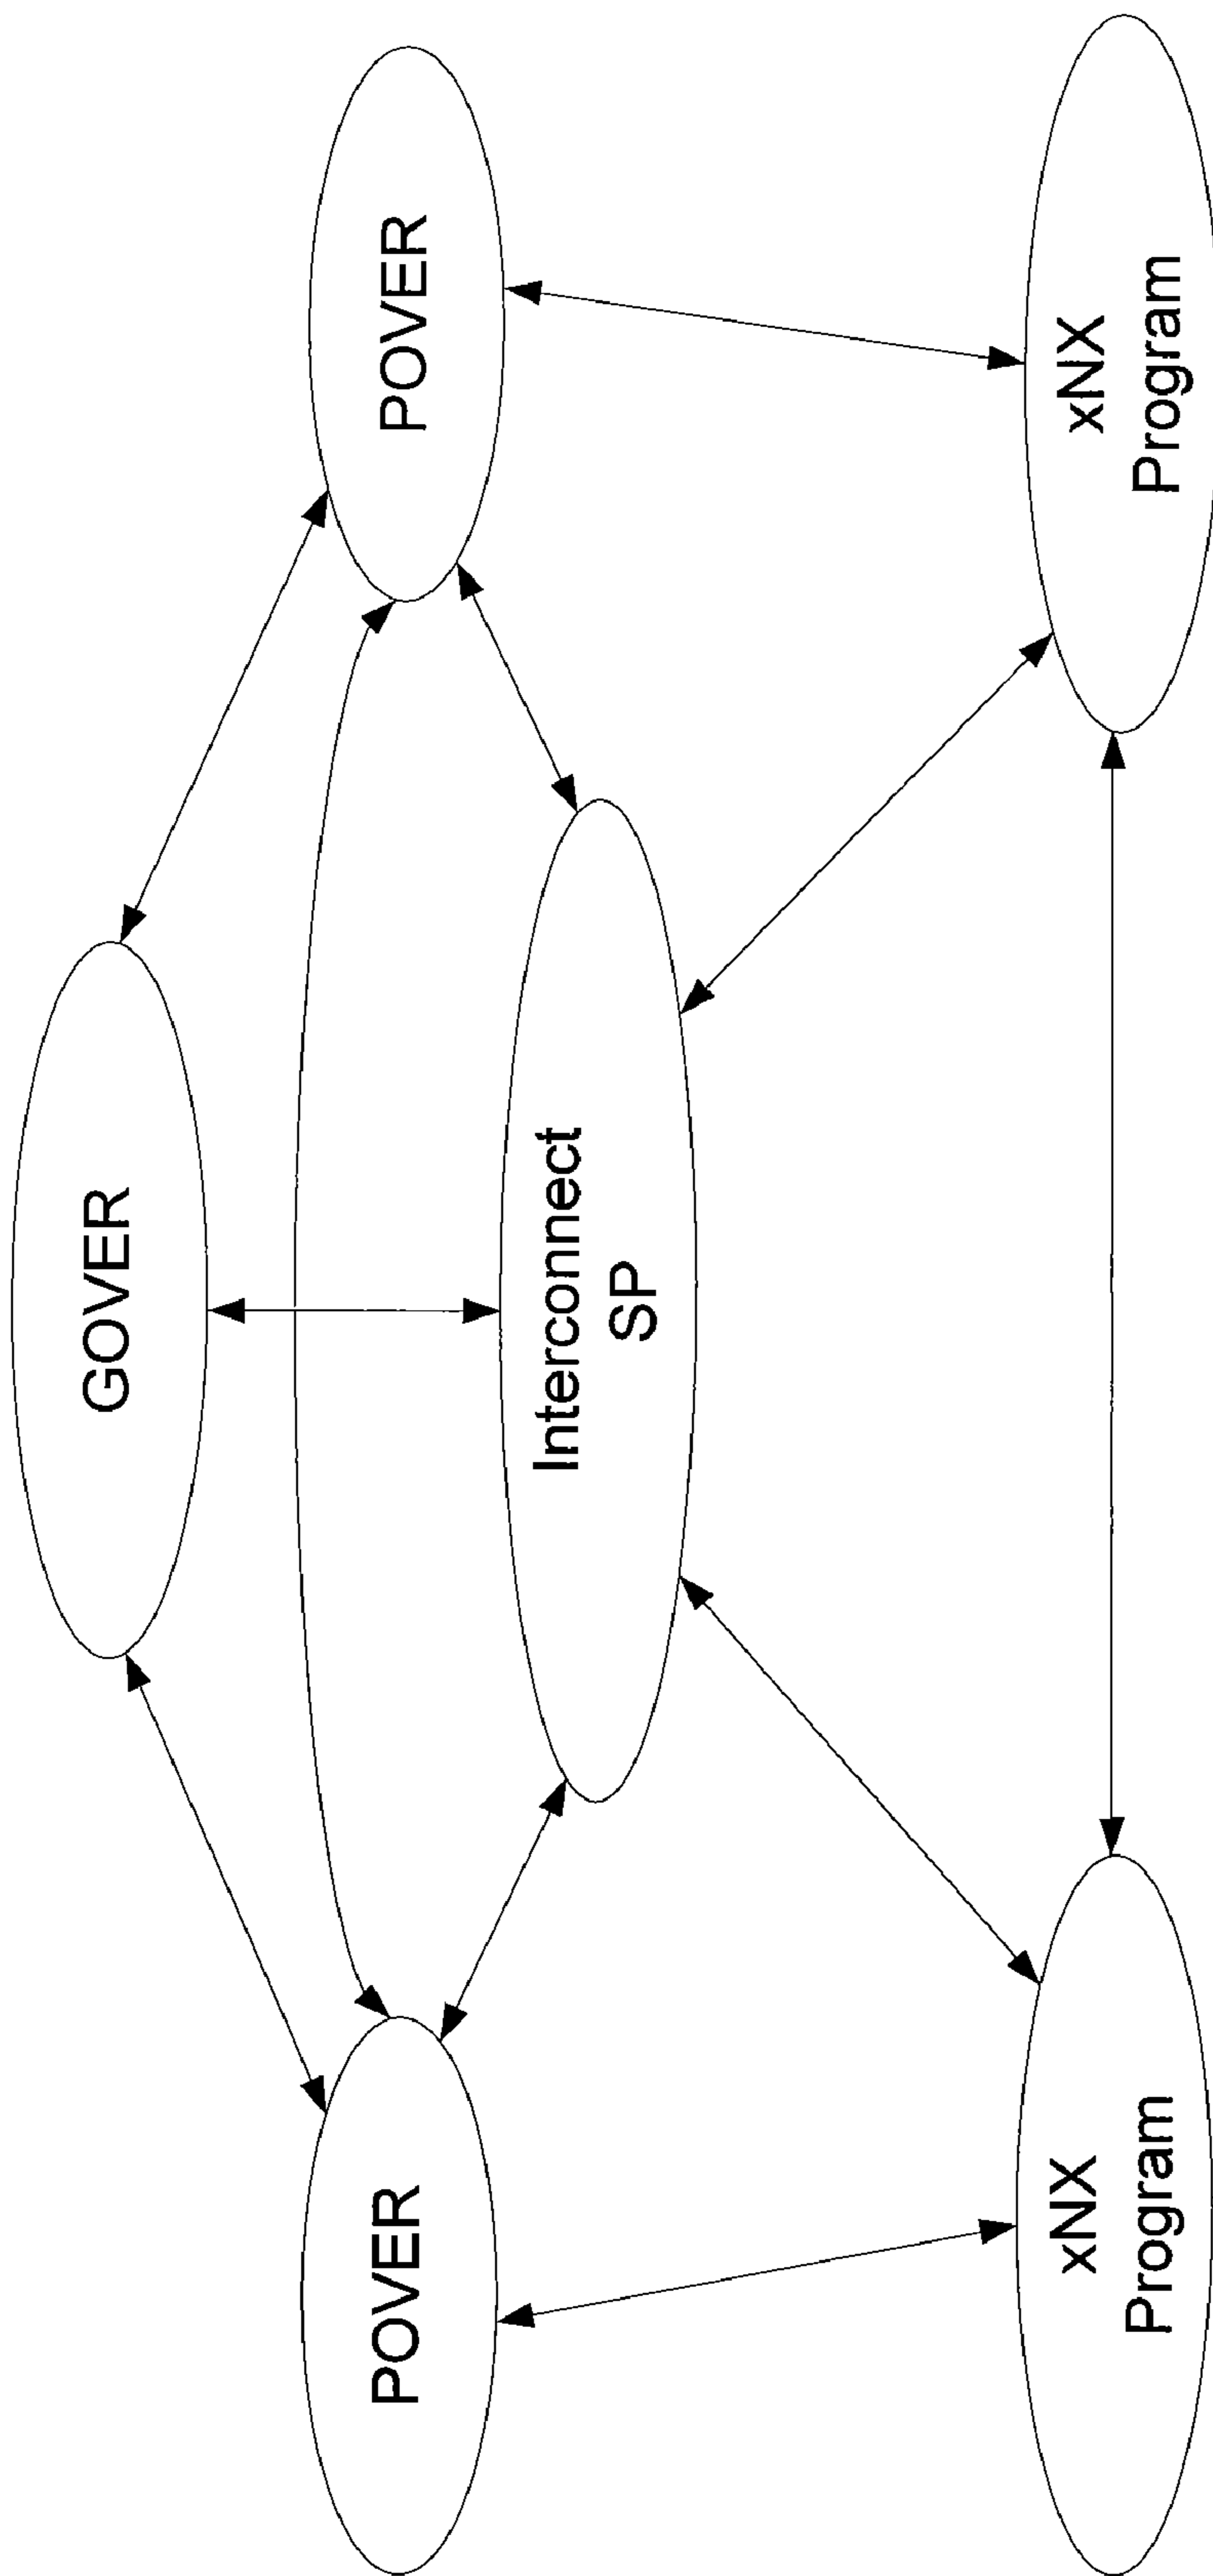 GOVER
POVER
POVER
Interconnect
SP
xNX
Program
xNX
Program